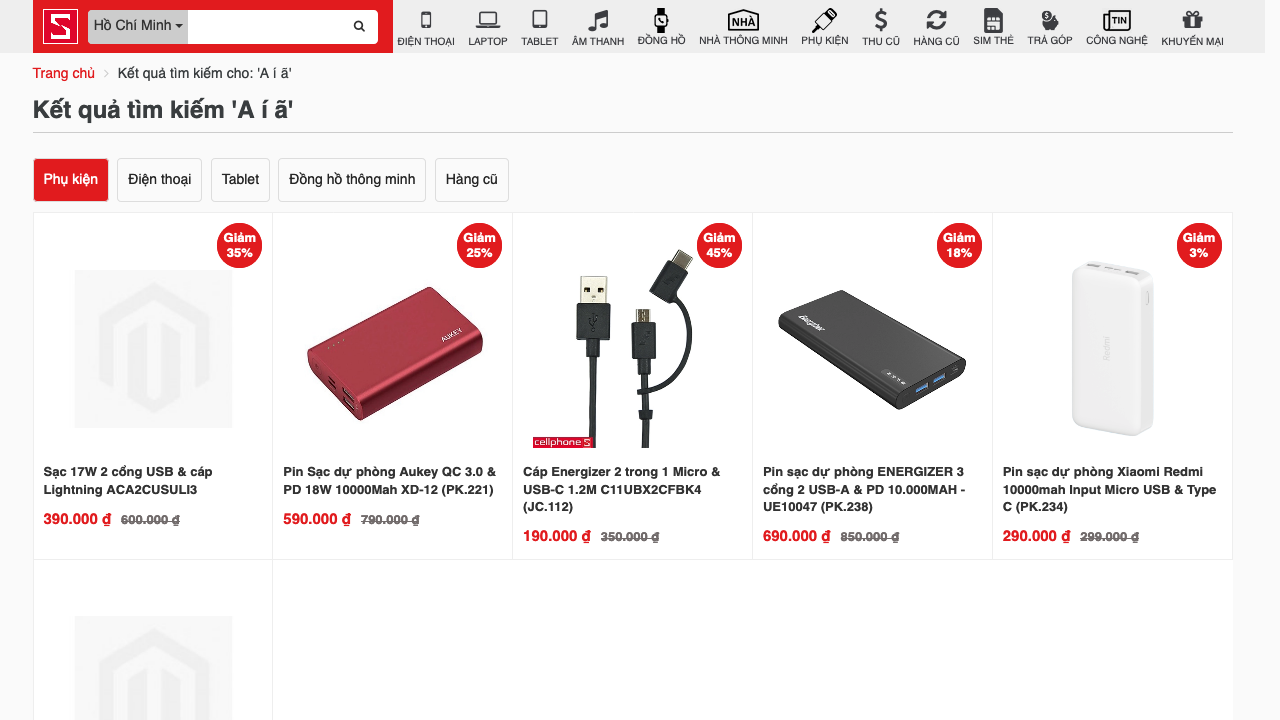 Hồ Chí Minh
ĐIỆN THOẠI
LAPTOP
TABLET
ÂM THANH
ĐỒNG HỒ
NHÀ
NHÀ THÔNG MINH
PHỤ KIỆN
THU CŨ
HÀNG CŨ
SIM THẺ
TRẢ GÓP
TIN
CÔNG NGHỆ
KHUYẾN MẠI
Trang chủ › Kết quả tìm kiếm cho: 'A í ã'
Kết quả tìm kiếm 'A í ã'
Phụ kiện
Điện thoại
Tablet
Đồng hồ thông minh
Hàng cũ
Giảm
35%
Sạc 17W 2 cổng USB & cáp
Lightning ACA2CUSULI3
390.000 ₫ 600.000 ₫
Giảm
25%
AUKEY
Pin Sạc dự phòng Aukey QC 3.0 &
PD 18W 10000Mah XD-12 (PK.221)
590.000 ₫ 790.000 ₫
Giảm
45%
cellphone S
Cáp Energizer 2 trong 1 Micro &
USB-C 1.2M C11UBX2CFBK4
(JC.112)
190.000 ₫ 350.000 ₫
Giảm
18%
Energizer
Pin sạc dự phòng ENERGIZER 3
cổng 2 USB-A & PD 10.000MAH -
UE10047 (PK.238)
690.000 ₫ 850.000 ₫
Giảm
3%
Redmi
Pin sạc dự phòng Xiaomi Redmi
10000mah Input Micro USB & Type
C (PK.234)
290.000 ₫ 299.000 ₫